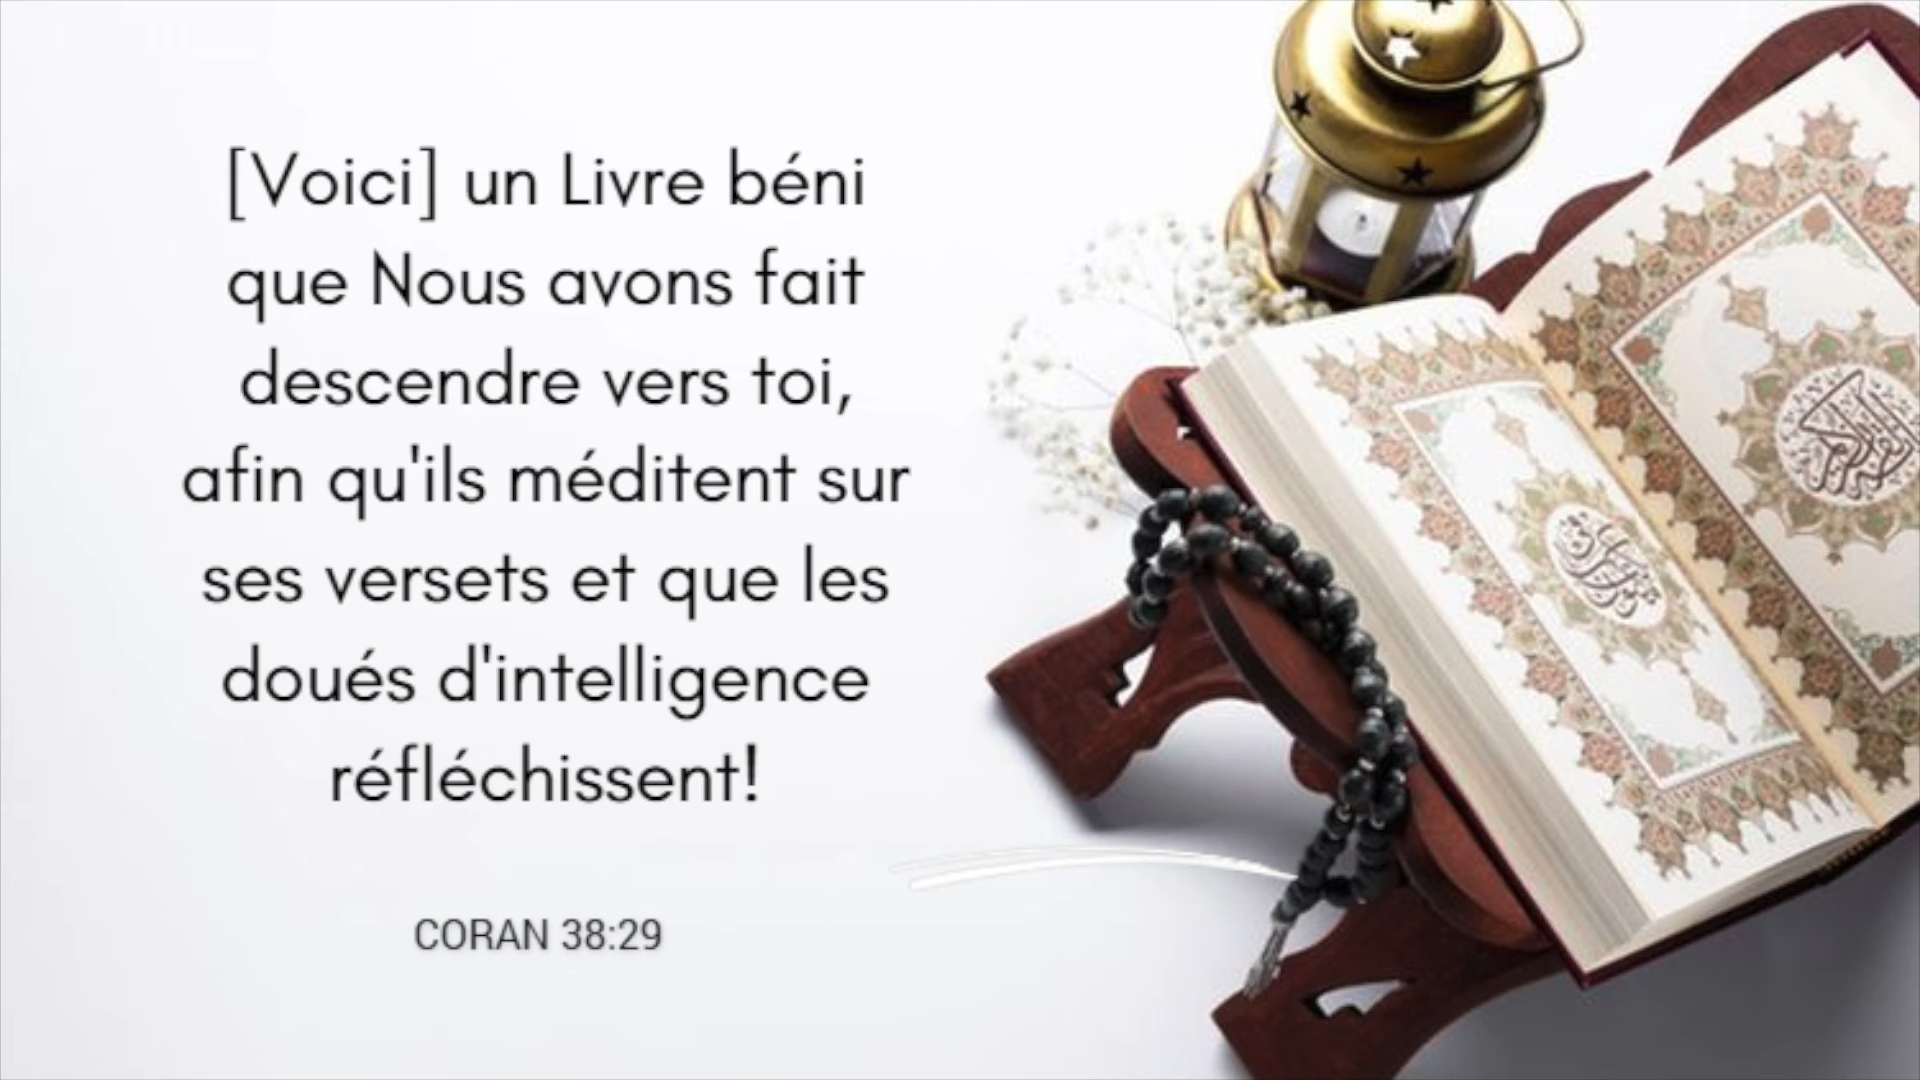 [Voici] un Livre béni
que Nous avons fait
descendre vers toi,
afin qu'ils méditent sur
ses versets et que les
doués d'intelligence
réfléchissent!
CORAN 38:29